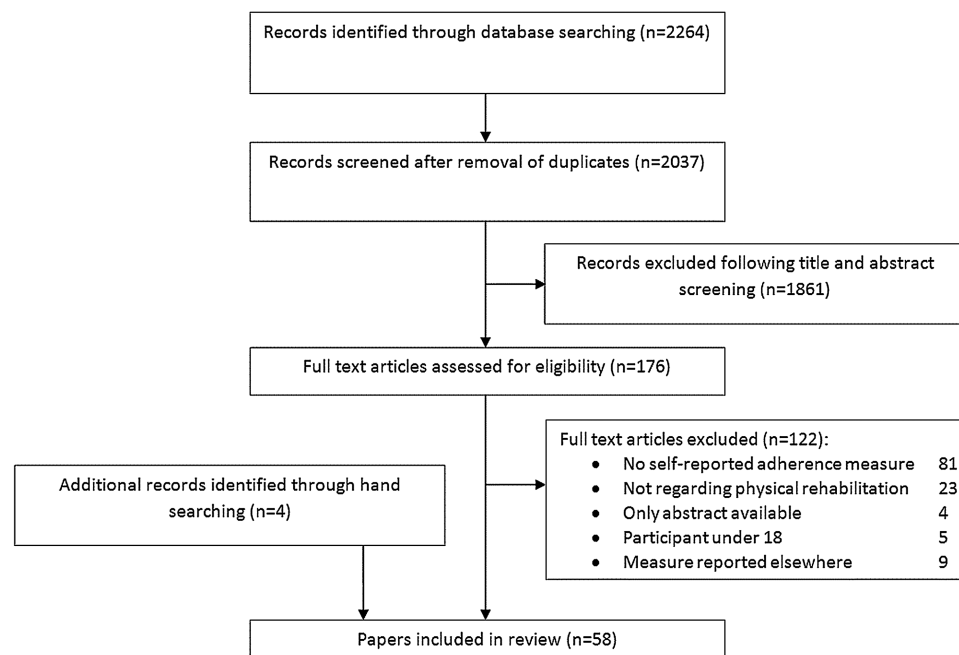 Records identified through database searching (n=2264)
Records screened after removal of duplicates (n=2037)
Records excluded following title and abstract
screening (n=1861)
Full text articles assessed for eligibility (n=176)
Full text articles excluded (n=122):
• No self-reported adherence measure 81
• Not regarding physical rehabilitation 23
• Only abstract available 4
• Participant under 18 5
• Measure reported elsewhere 9
Additional records identified through hand
searching (n=4)
Papers included in review (n=58)